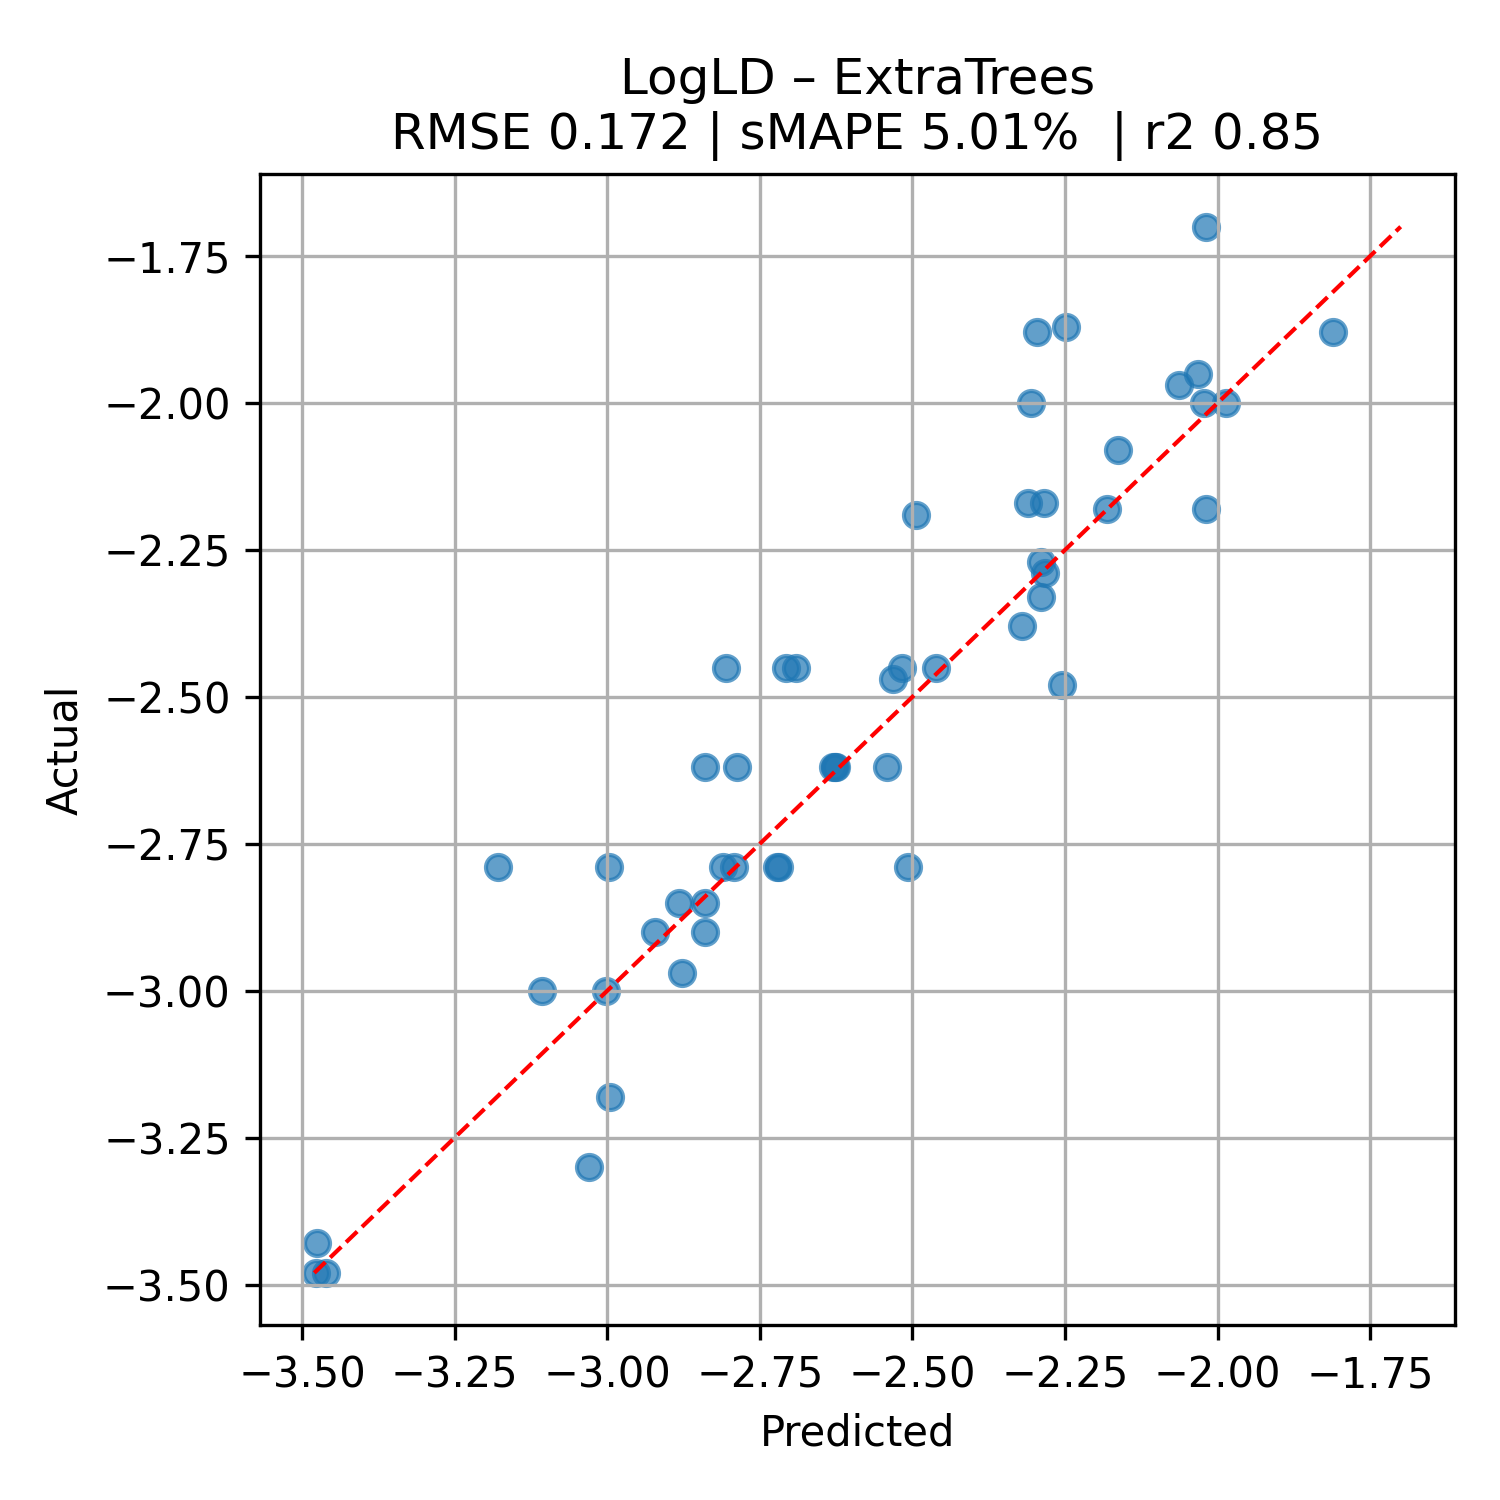 LogLD – ExtraTrees
RMSE 0.172 | sMAPE 5.01%  | r2 0.85
−1.75
−2.00
−2.25
−2.50
−2.75
−3.00
−3.25
−3.50
Actual
−3.50 −3.25 −3.00 −2.75 −2.50 −2.25 −2.00 −1.75
Predicted